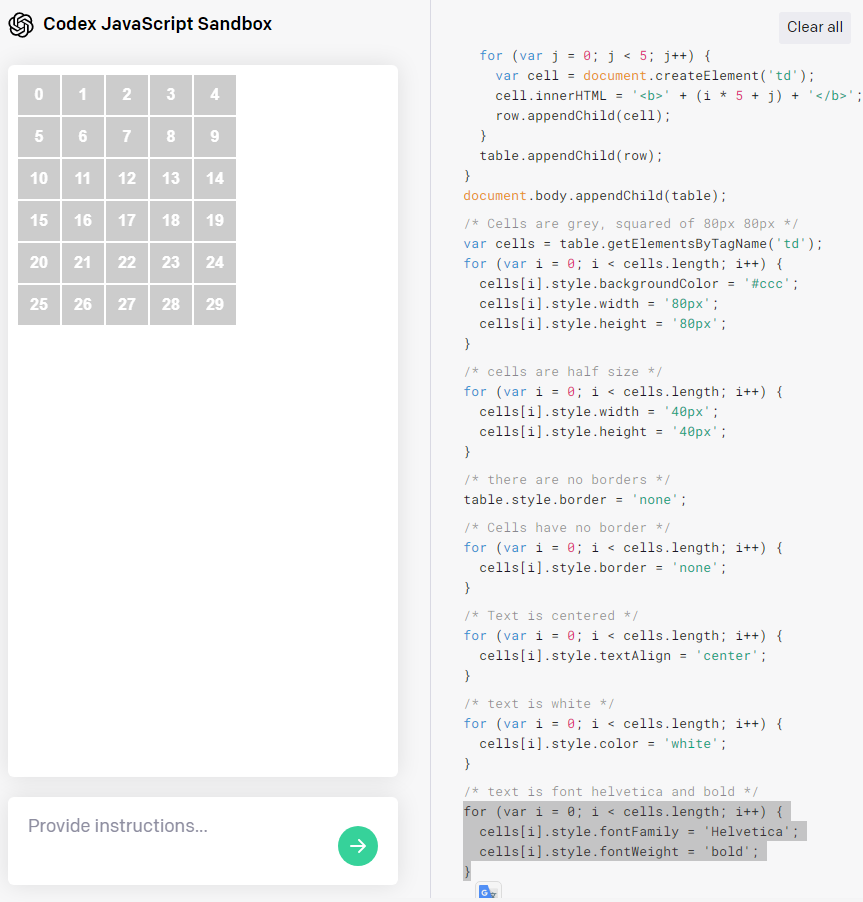 Codex JavaScript Sandbox
Clear all
0 1 2 3 4
5 6 7 8 9
10 11 12 13 14
15 16 17 18 19
20 21 22 23 24
25 26 27 28 29
Provide instructions...
for (var j = 0; j < 5; j++) {
var cell = document.createElement('td');
cell.innerHTML = '<b>' + (i * 5 + j) + '</b>';
row.appendChild(cell);
}
table.appendChild(row);
}
document.body.appendChild(table);
/* Cells are grey, squared of 80px 80px */
var cells = table.getElementsByTagName('td');
for (var i = 0; i < cells.length; i++) {
cells[i].style.backgroundColor = '#ccc';
cells[i].style.width = '80px';
cells[i].style.height = '80px';
}
/* cells are half size */
for (var i = 0; i < cells.length; i++) {
cells[i].style.width = '40px';
cells[i].style.height = '40px';
}
/* there are no borders */
table.style.border = 'none';
/* Cells have no border */
for (var i = 0; i < cells.length; i++) {
cells[i].style.border = 'none';
}
/* Text is centered */
for (var i = 0; i < cells.length; i++) {
cells[i].style.textAlign = 'center';
}
/* text is white */
for (var i = 0; i < cells.length; i++) {
cells[i].style.color = 'white';
}
/* text is font helvetica and bold */
for (var i = 0; i < cells.length; i++) {
cells[i].style.fontFamily = 'Helvetica';
cells[i].style.fontWeight = 'bold';
}